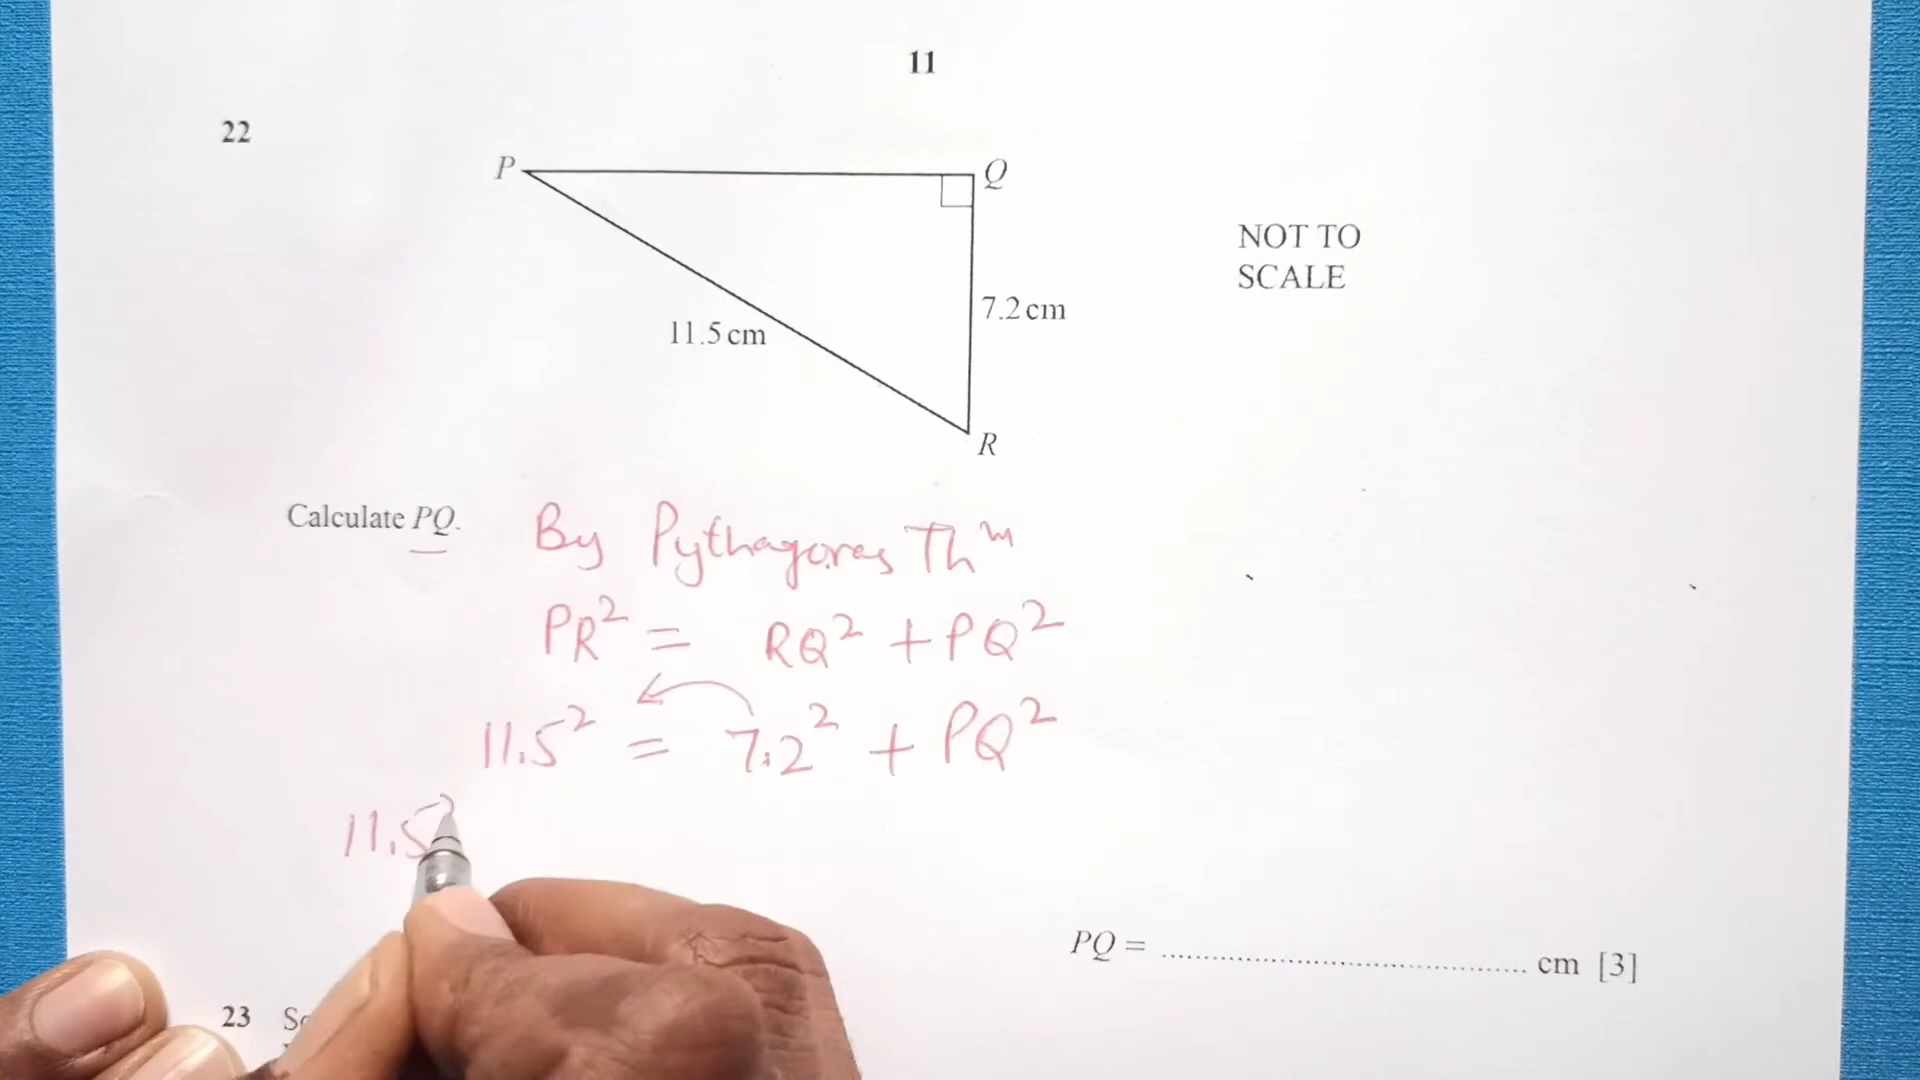 11
22
P
Q
NOT TO
SCALE
7.2 cm
11.5 cm
R
Calculate PQ.
By Pythagoras Thᵐ
PR² = RQ² + PQ²
11.5² = 7.2² + PQ²
11.5²
PQ = ........................................ cm [3]
23